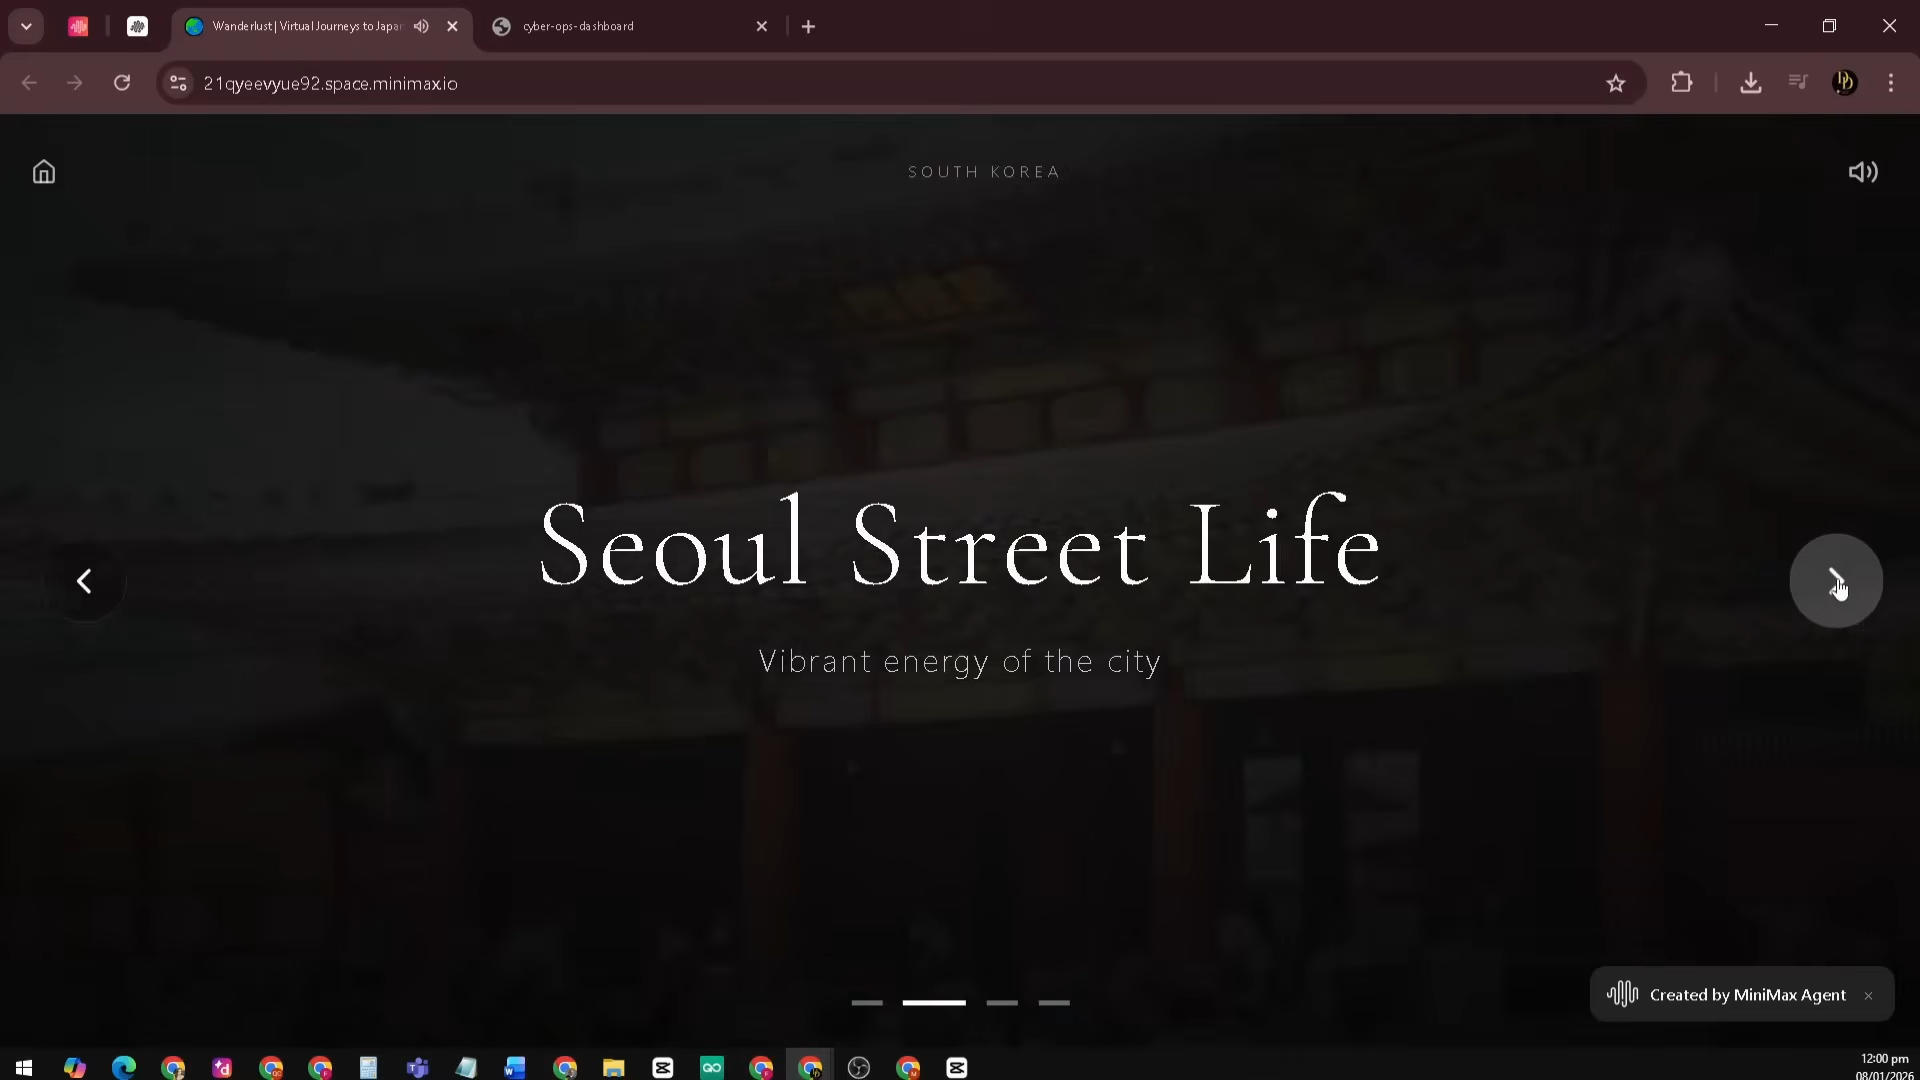 Wanderlust | Virtual Journeys to Japan
cyber-ops-dashboard
21qyeevyue92.space.minimax.io
SOUTH KOREA
Seoul Street Life
Vibrant energy of the city
Created by MiniMax Agent
12:00 pm
08/01/2026